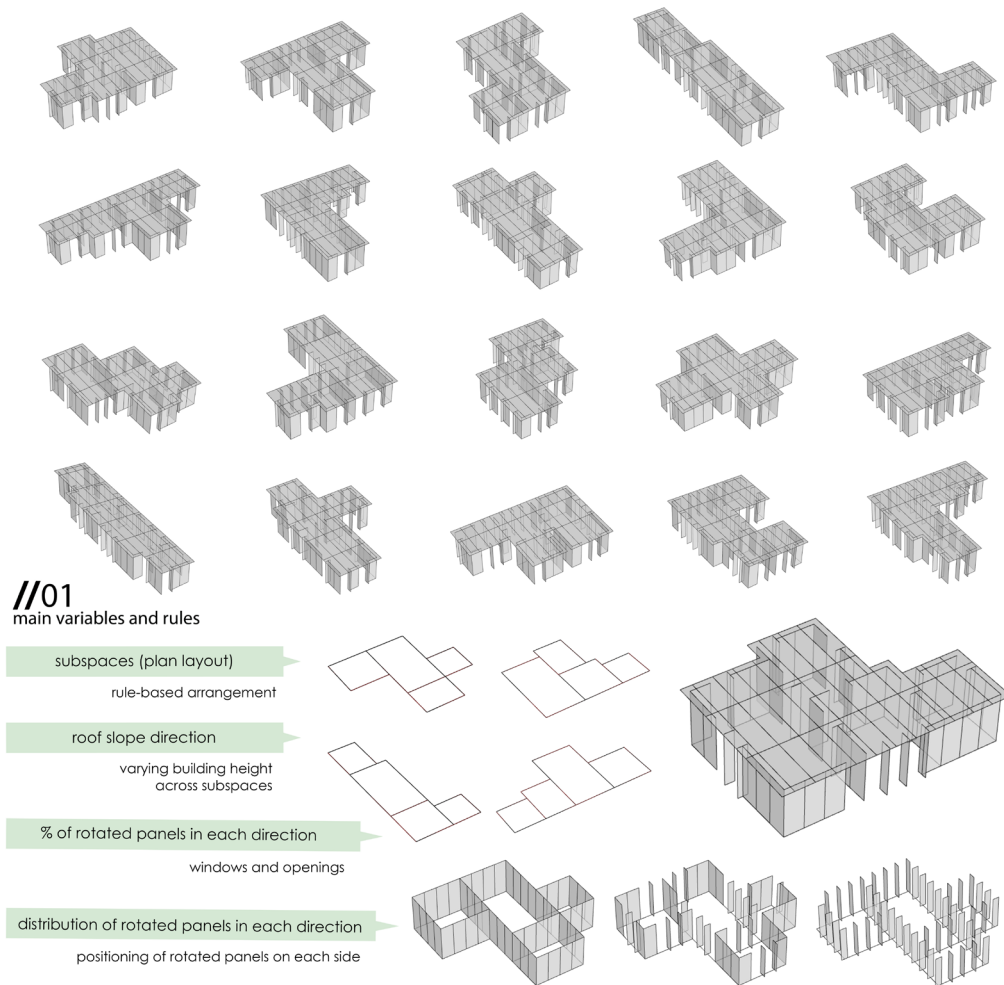 //01
main variables and rules
subspaces (plan layout)
rule-based arrangement
roof slope direction
varying building height
across subspaces
% of rotated panels in each direction
windows and openings
distribution of rotated panels in each direction
positioning of rotated panels on each side